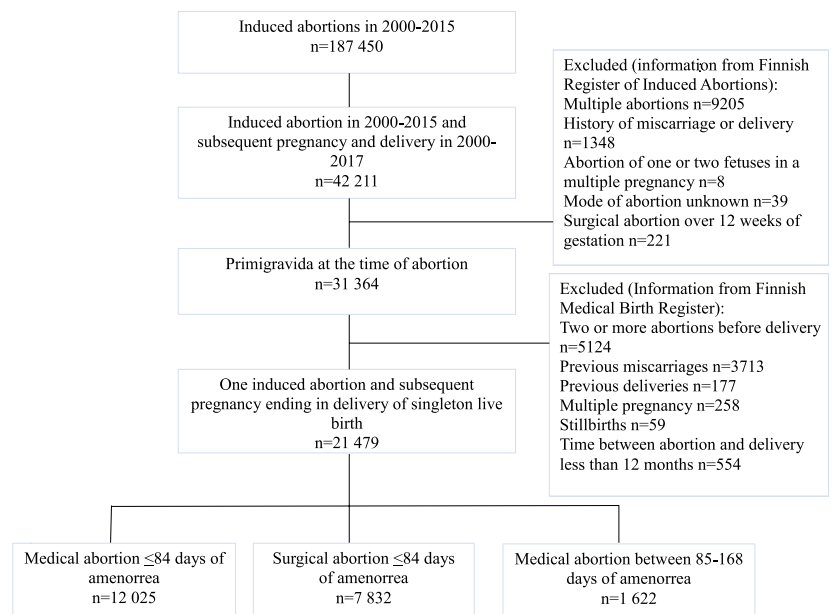 Induced abortions in 2000-2015
n=187 450
Excluded (information from Finnish
Register of Induced Abortions):
Multiple abortions n=9205
History of miscarriage or delivery
n=1348
Abortion of one or two fetuses in a
multiple pregnancy n=8
Mode of abortion unknown n=39
Surgical abortion over 12 weeks of
gestation n=221
Induced abortion in 2000-2015 and
subsequent pregnancy and delivery in 2000-
2017
n=42 211
Primigravida at the time of abortion
n=31 364
Excluded (Information from Finnish
Medical Birth Register):
Two or more abortions before delivery
n=5124
Previous miscarriages n=3713
Previous deliveries n=177
Multiple pregnancy n=258
Stillbirths n=59
Time between abortion and delivery
less than 12 months n=554
One induced abortion and subsequent
pregnancy ending in delivery of singleton live
birth
n=21 479
Medical abortion ≤84 days of
amenorrea
n=12 025
Surgical abortion ≤84 days
of amenorrea
n=7 832
Medical abortion between 85-168
days of amenorrea
n=1 622